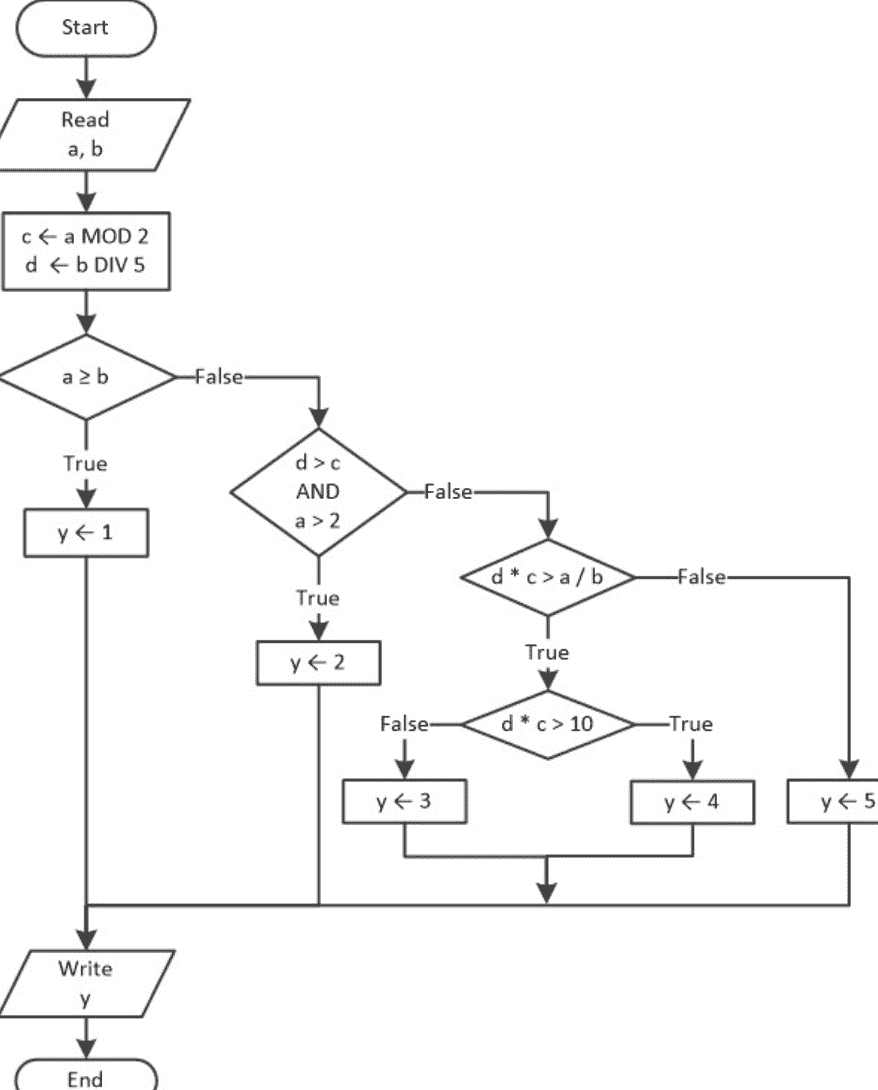 Start
Read
a, b
c ← a MOD 2
d ← b DIV 5
a ≥ b
False
True
y ← 1
d > c
AND
a > 2
False
True
y ← 2
d * c > a / b
False
True
d * c > 10
False
True
y ← 3
y ← 4
y ← 5
Write
y
End